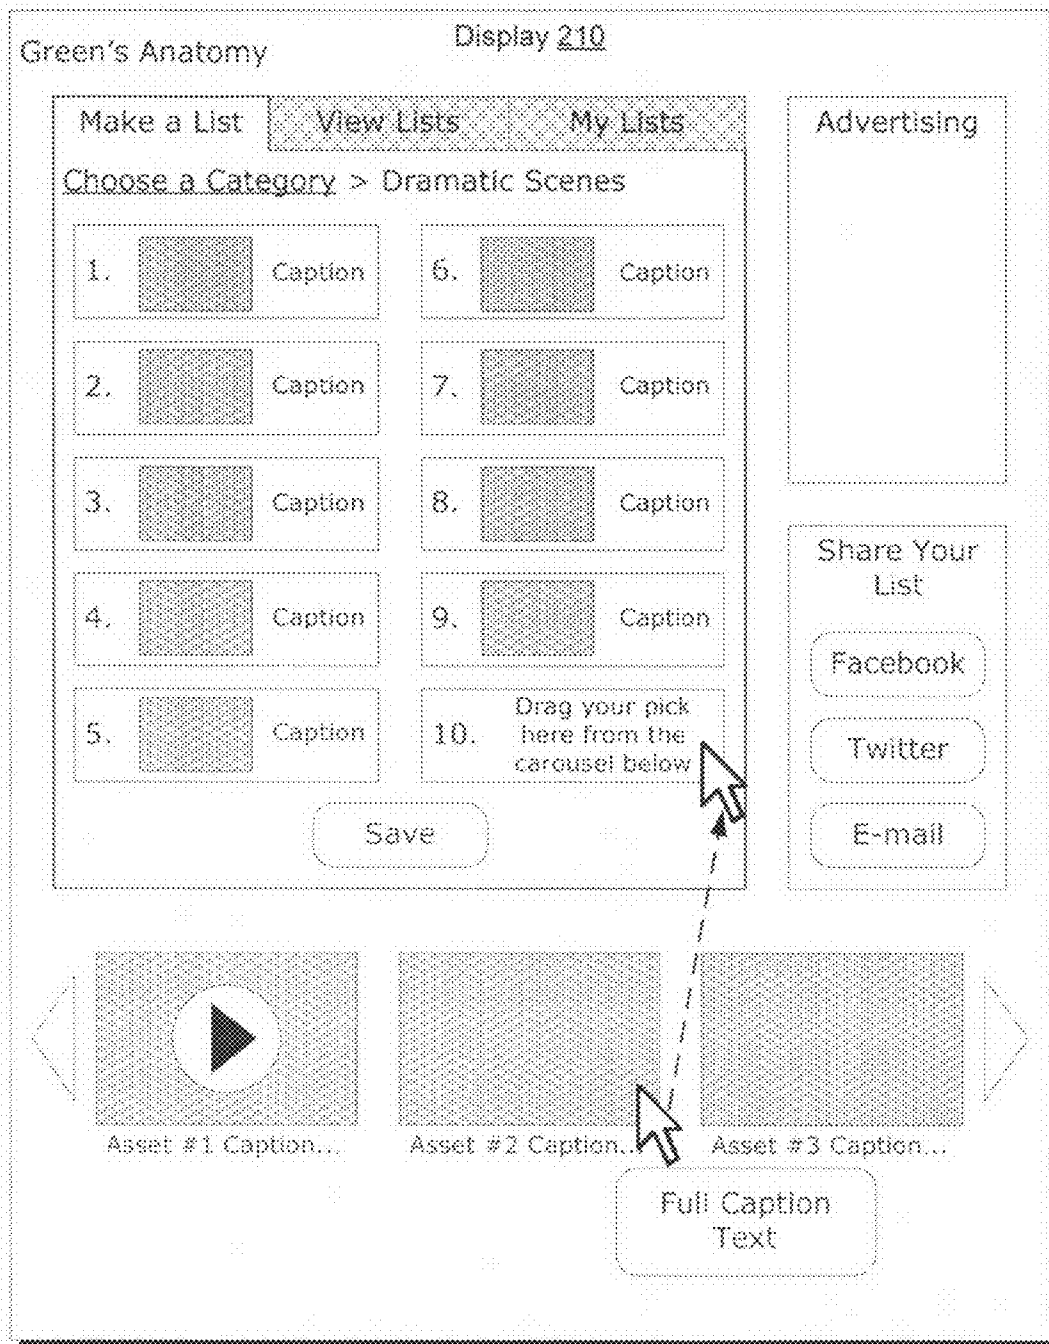 Display 210
Green's Anatomy
Make a List
View Lists
My Lists
Choose a Category > Dramatic Scenes
1. Caption
2. Caption
3. Caption
4. Caption
5. Caption
6. Caption
7. Caption
8. Caption
9. Caption
10. Drag your pick
here from the
carousel below
Save
Advertising
Share Your
List
Facebook
Twitter
E-mail
Asset #1 Caption...
Asset #2 Caption...
Asset #3 Caption...
Full Caption
Text